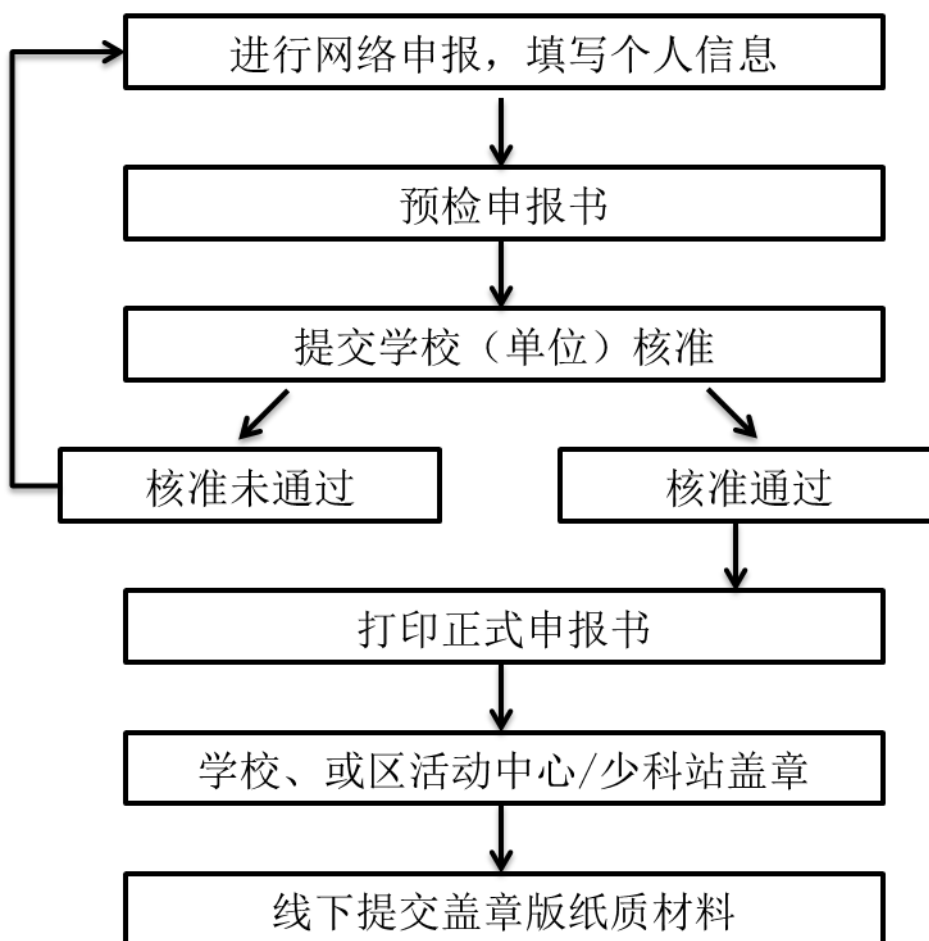 进行网络申报，填写个人信息
预检申报书
提交学校（单位）核准
核准未通过
核准通过
打印正式申报书
学校、或区活动中心/少科站盖章
线下提交盖章版纸质材料